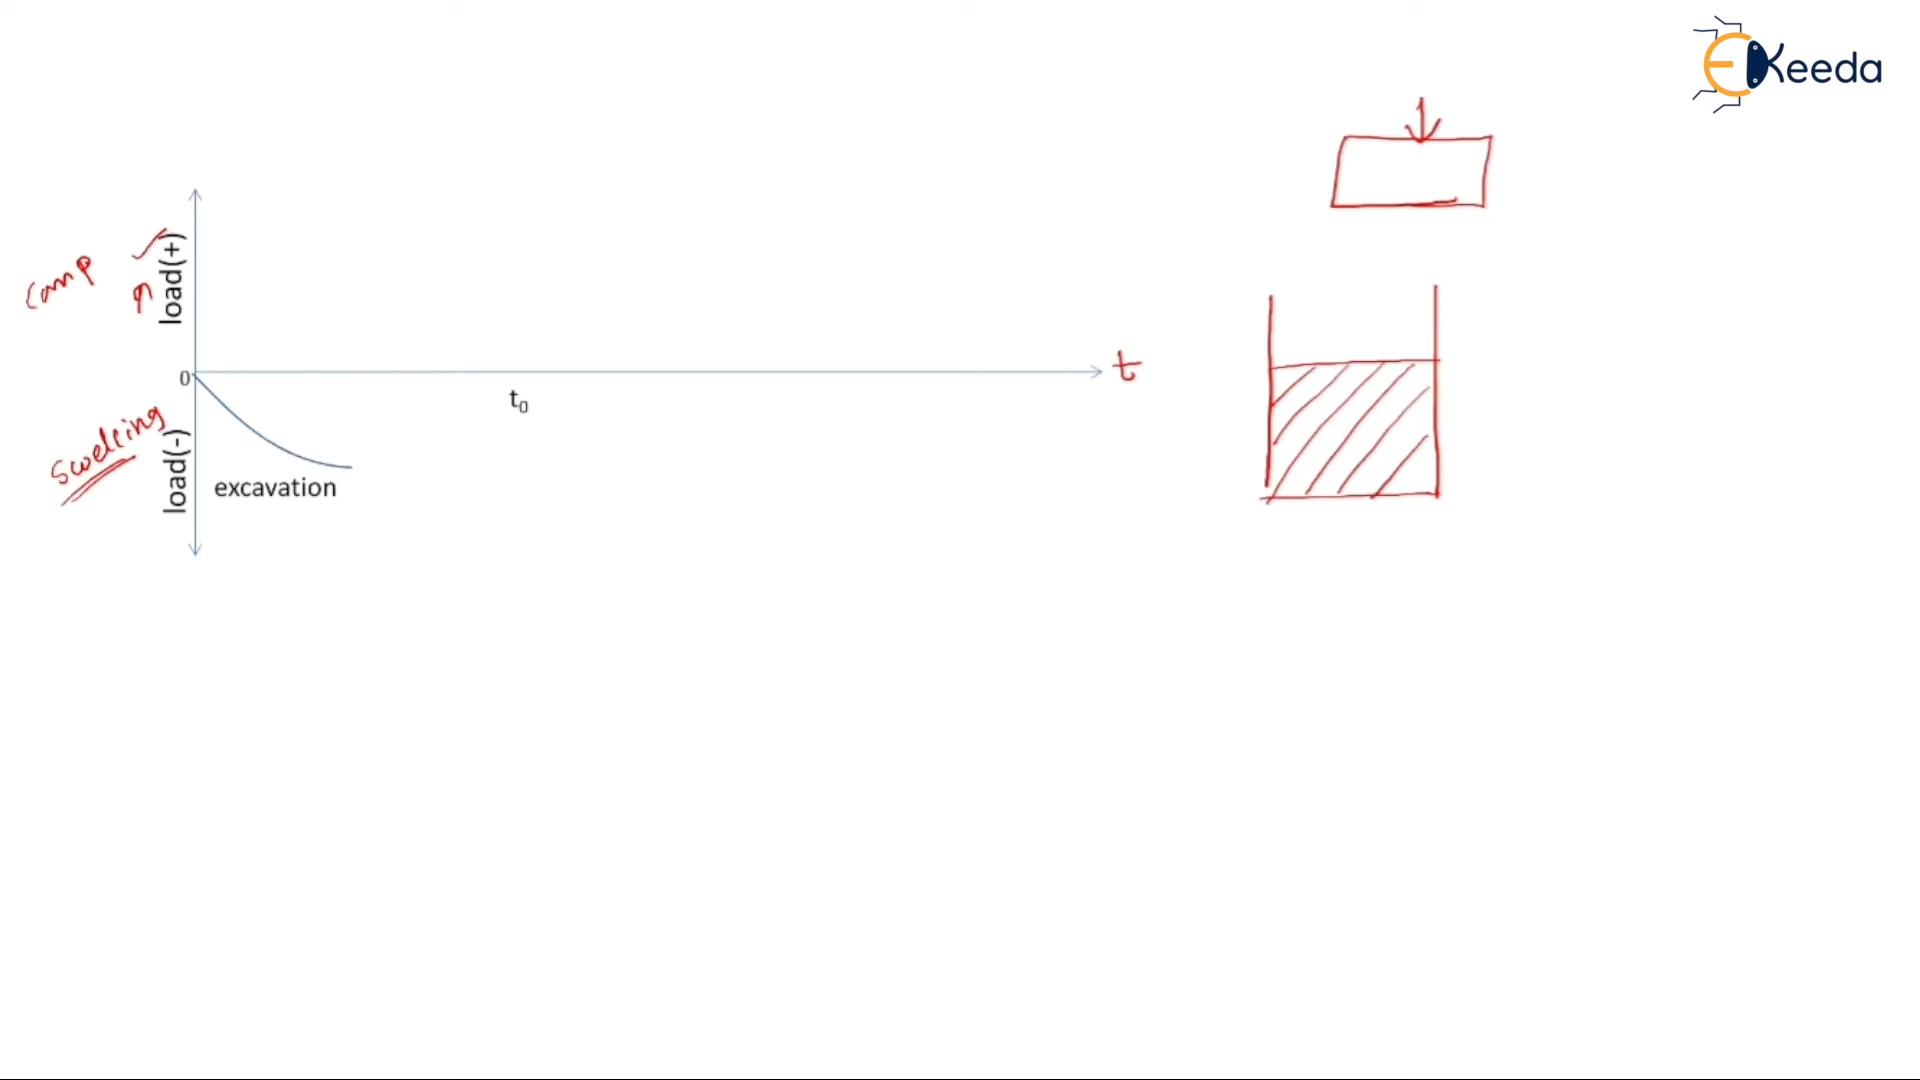 EKeeda
comp
load(+)
t
0
t0
swelling
load(-)
excavation